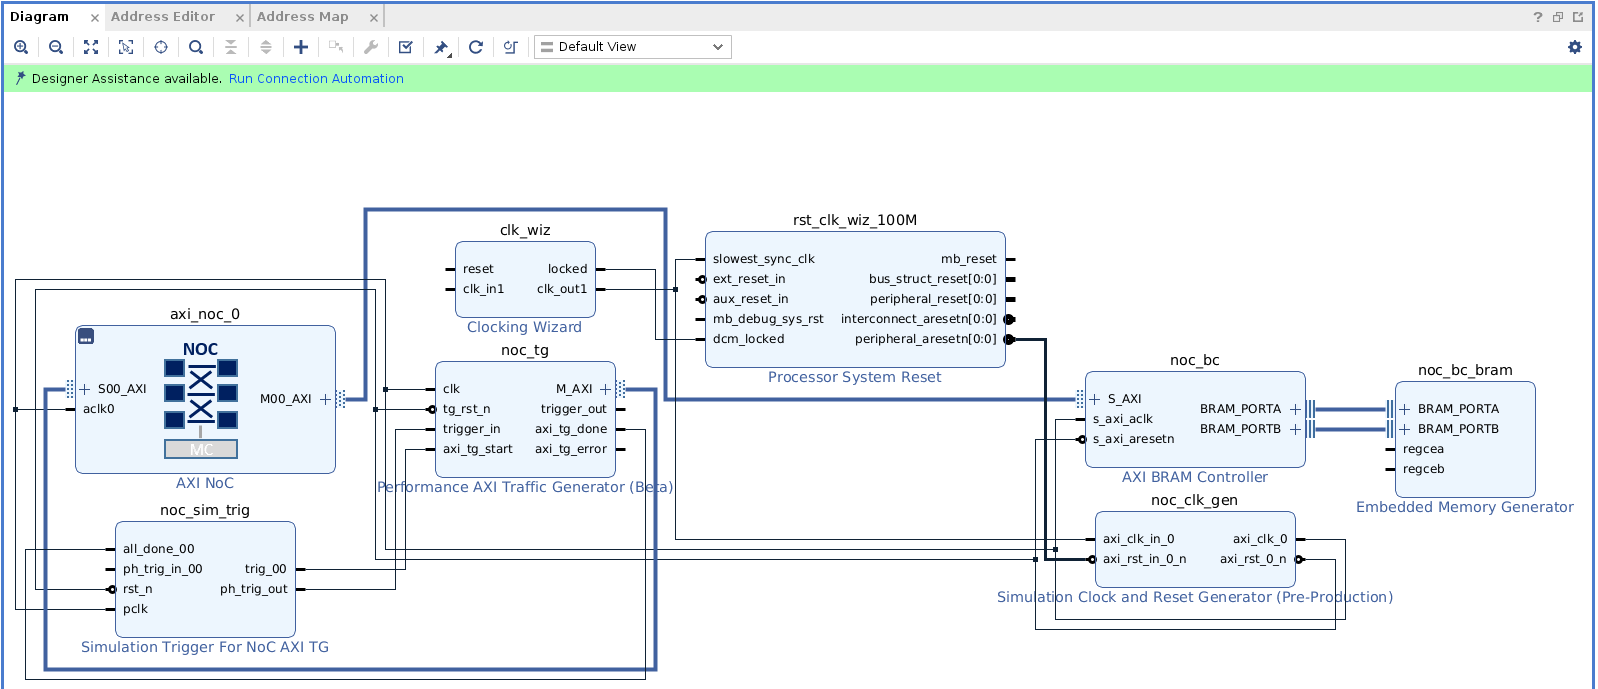 Diagram × Address Editor × Address Map ×
?
Default View
Designer Assistance available. Run Connection Automation
rst_clk_wiz_100M
slowest_sync_clk mb_reset
ext_reset_in bus_struct_reset[0:0]
aux_reset_in peripheral_reset[0:0]
mb_debug_sys_rst interconnect_aresetn[0:0]
dcm_locked peripheral_aresetn[0:0]
Processor System Reset
clk_wiz
reset locked
clk_in1 clk_out1
Clocking Wizard
axi_noc_0
NOC
S00_AXI M00_AXI
aclk0
MC
AXI NoC
noc_tg
clk M_AXI
tg_rst_n trigger_out
trigger_in axi_tg_done
axi_tg_start axi_tg_error
Performance AXI Traffic Generator (Beta)
noc_bc
S_AXI BRAM_PORTA
s_axi_aclk BRAM_PORTB
s_axi_aresetn
AXI BRAM Controller
noc_bc_bram
BRAM_PORTA
BRAM_PORTB
regcea
regceb
Embedded Memory Generator
noc_clk_gen
axi_clk_in_0 axi_clk_0
axi_rst_in_0_n axi_rst_0_n
Simulation Clock and Reset Generator (Pre-Production)
noc_sim_trig
all_done_00
ph_trig_in_00 trig_00
rst_n ph_trig_out
pclk
Simulation Trigger For NoC AXI TG